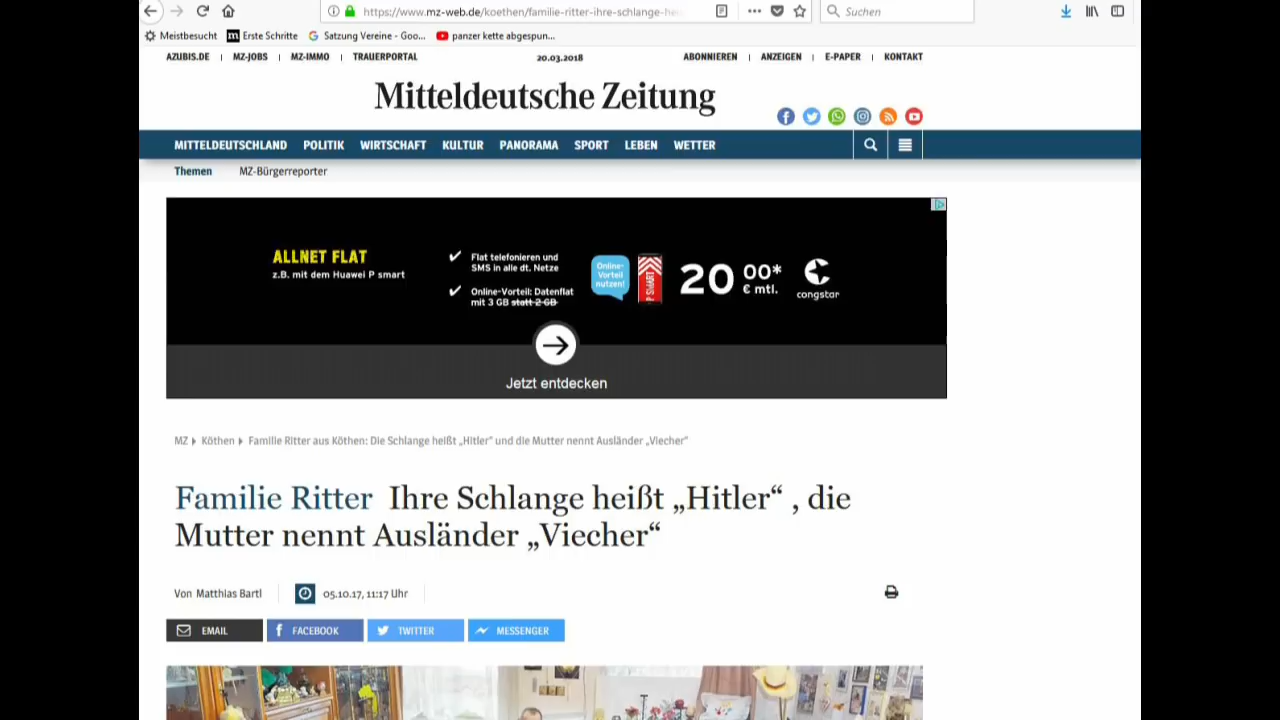 https://www.mz-web.de/koethen/familie-ritter-ihre-schlange-he
Suchen
Meistbesucht
Erste Schritte
Satzung Vereine - Goo...
panzer kette abgespun...
AZUBIS.DE | MZ-JOBS | MZ-IMMO | TRAUERPORTAL
20.03.2018
ABONNIEREN | ANZEIGEN | E-PAPER | KONTAKT
Mitteldeutsche Zeitung
MITTELDEUTSCHLAND POLITIK WIRTSCHAFT KULTUR PANORAMA SPORT LEBEN WETTER
Themen MZ-Bürgerreporter
ALLNET FLAT
z.B. mit dem Huawei P smart
Flat telefonieren und
SMS in alle dt. Netze
Online-Vorteil: Datenflat
mit 3 GB statt 2 GB
Online-
Vorteil
nutzen!
P SMART
20 00*
€ mtl.
congstar
Jetzt entdecken
MZ Köthen Familie Ritter aus Köthen: Die Schlange heißt „Hitler“ und die Mutter nennt Ausländer „Viecher“
Familie Ritter Ihre Schlange heißt „Hitler“ , die
Mutter nennt Ausländer „Viecher“
Von Matthias Bartl
05.10.17, 11:17 Uhr
EMAIL
FACEBOOK
TWITTER
MESSENGER